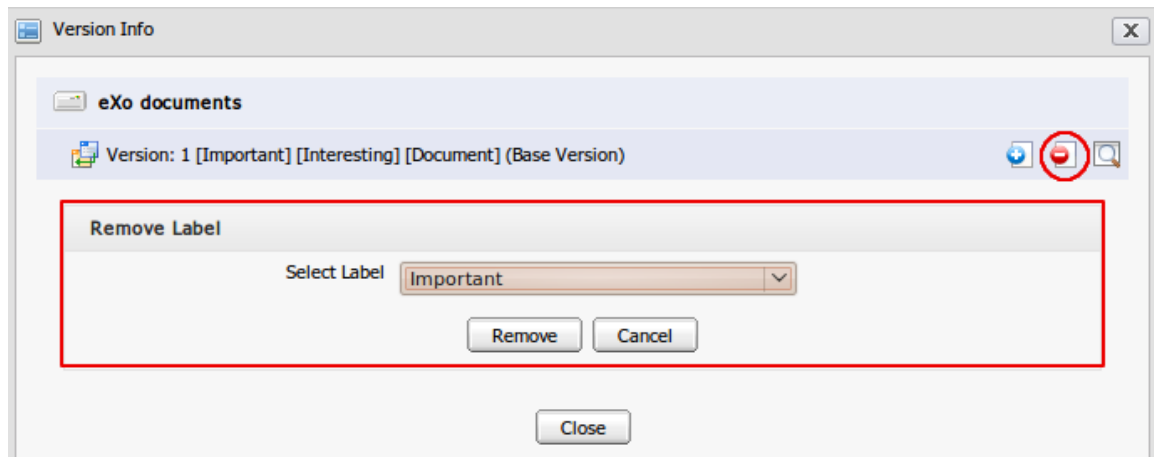 Version Info
X
eXo documents
Version: 1 [Important] [Interesting] [Document] (Base Version)
Remove Label
Select Label Important
Remove Cancel
Close